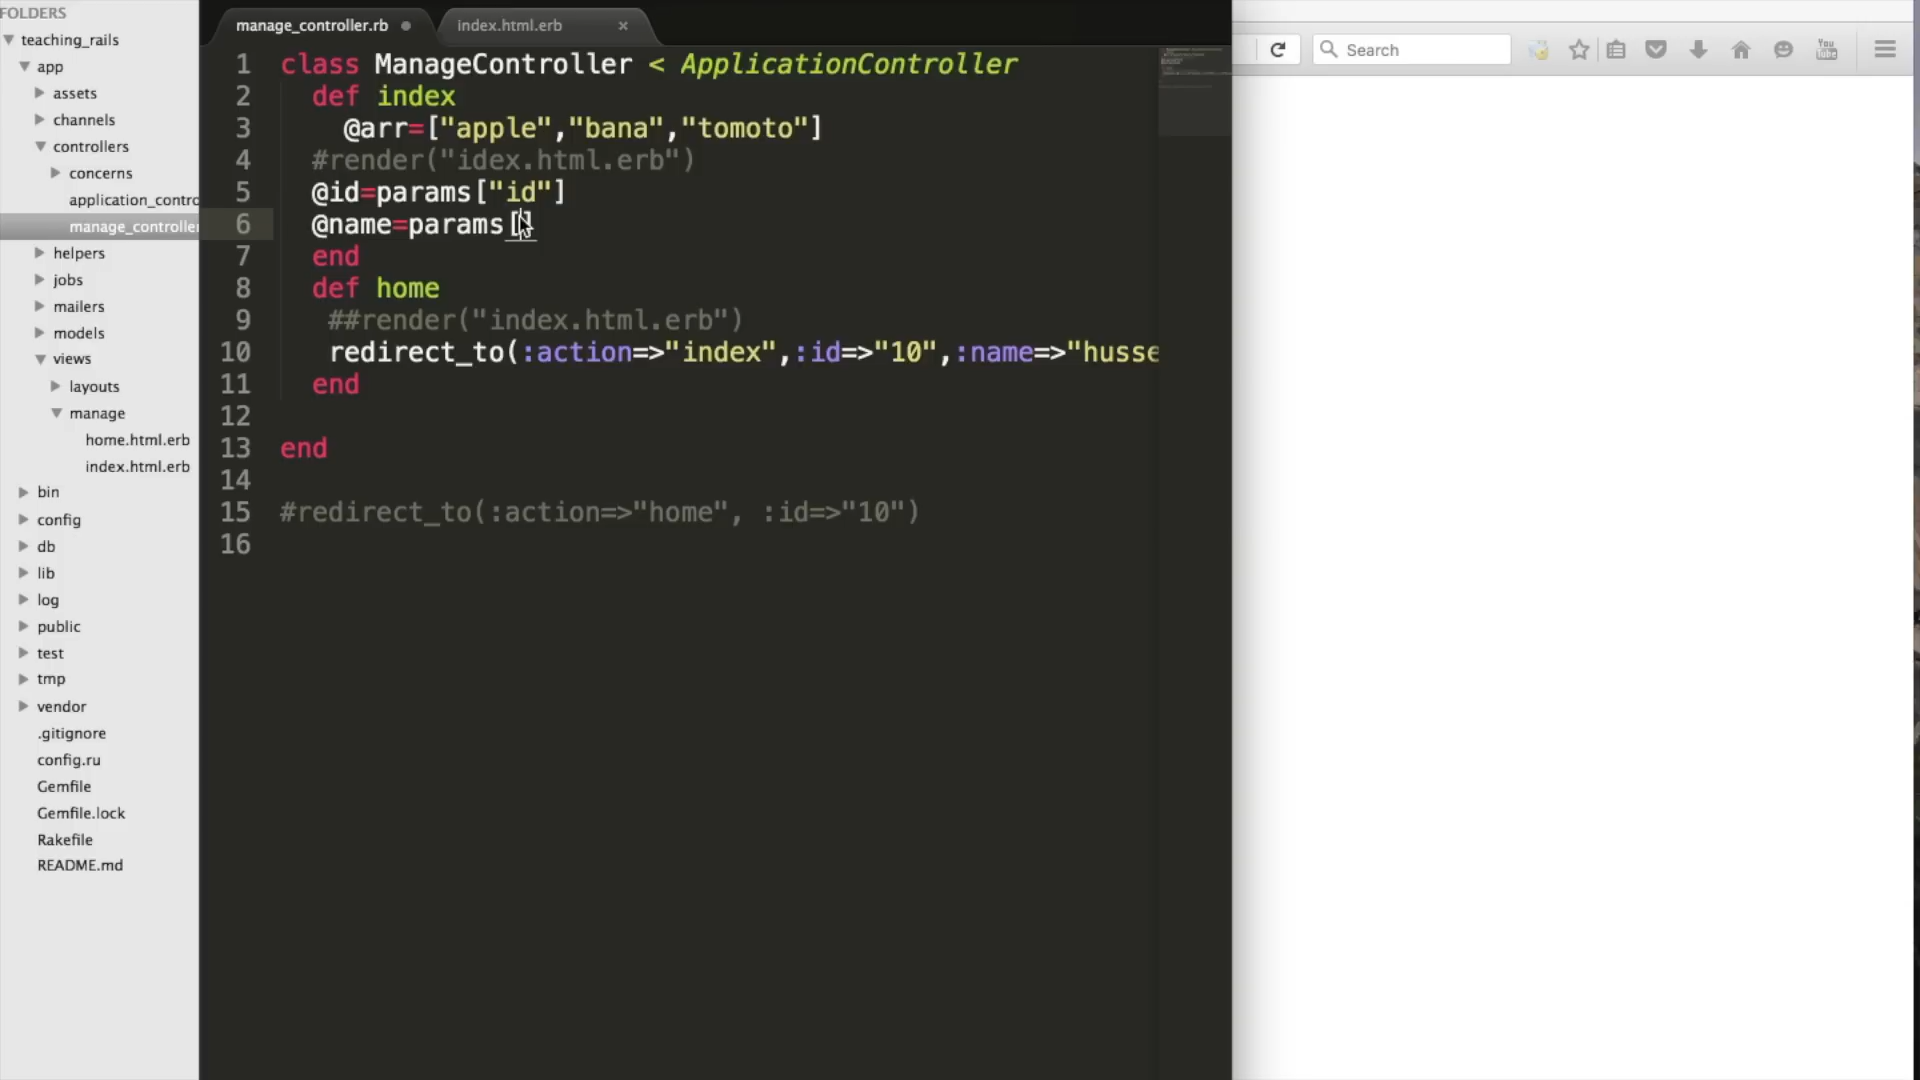 FOLDERS
teaching_rails
app
assets
channels
controllers
concerns
application_contro
manage_controller
helpers
jobs
mailers
models
views
layouts
manage
home.html.erb
index.html.erb
bin
config
db
lib
log
public
test
tmp
vendor
.gitignore
config.ru
Gemfile
Gemfile.lock
Rakefile
README.md
manage_controller.rb
index.html.erb
1 class ManageController < ApplicationController
2 def index
3 @arr=["apple","bana","tomoto"]
4 #render("idex.html.erb")
5 @id=params["id"]
6 @name=params[]
7 end
8 def home
9 ##render("index.html.erb")
10 redirect_to(:action=>"index",:id=>"10",:name=>"husse
11 end
12
13 end
14
15 #redirect_to(:action=>"home", :id=>"10")
16
Search
You
Tube